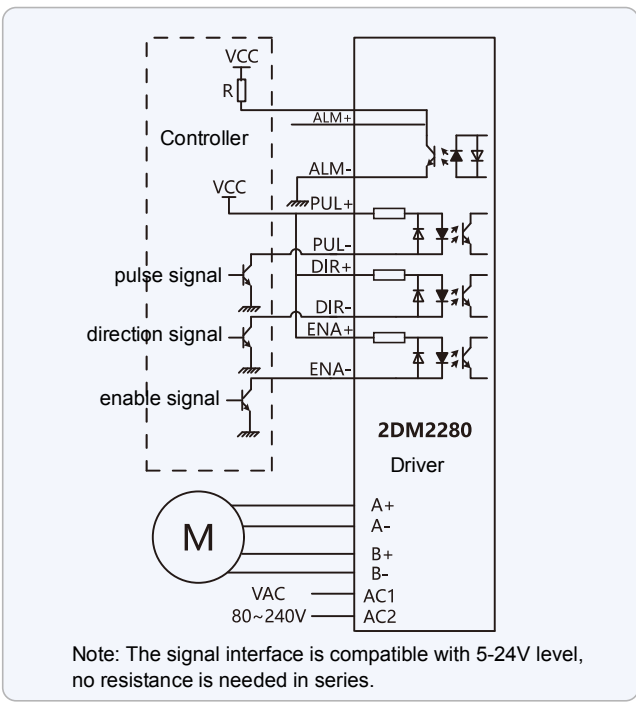 VCC
R
ALM+
Controller
ALM-
VCC
PUL+
PUL-
pulse signal
DIR+
DIR-
direction signal
ENA+
ENA-
enable signal
2DM2280
Driver
M
A+
A-
B+
B-
VAC
AC1
80~240V
AC2
Note: The signal interface is compatible with 5-24V level,
no resistance is needed in series.